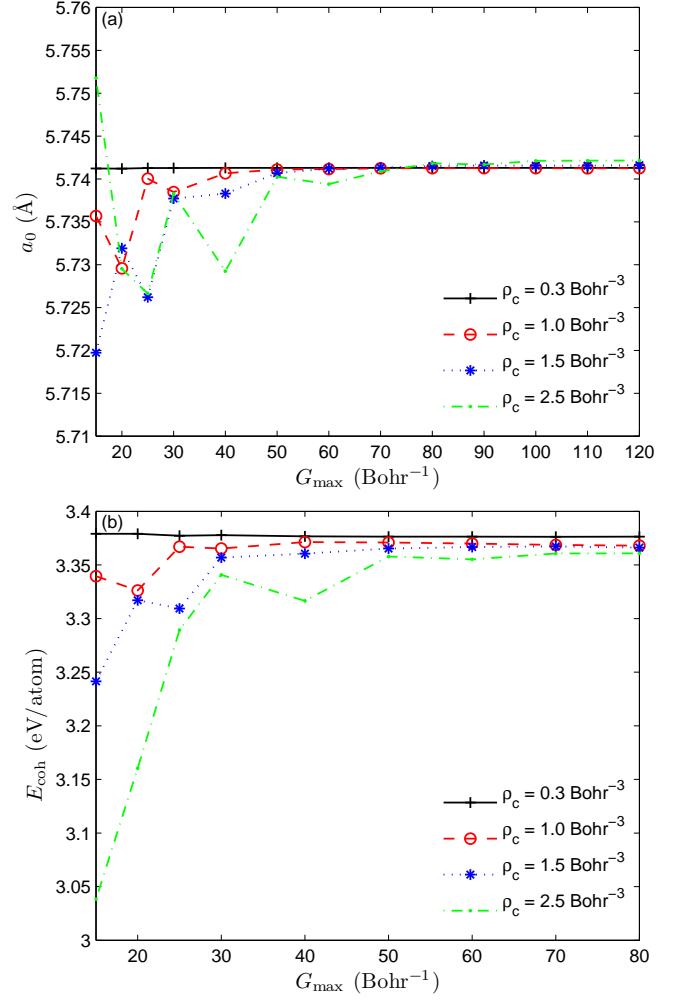 (a)
5.76
5.755
5.75
5.745
5.74
5.735
5.73
5.725
5.72
5.715
5.71
a₀ (Å)
ρc = 0.3 Bohr⁻³
ρc = 1.0 Bohr⁻³
ρc = 1.5 Bohr⁻³
ρc = 2.5 Bohr⁻³
20 30 40 50 60 70 80 90 100 110 120
Gmax (Bohr⁻¹)
(b)
3.4
3.35
3.3
3.25
3.2
3.15
3.1
3.05
3
Ecoh (eV/atom)
ρc = 0.3 Bohr⁻³
ρc = 1.0 Bohr⁻³
ρc = 1.5 Bohr⁻³
ρc = 2.5 Bohr⁻³
20 30 40 50 60 70 80
Gmax (Bohr⁻¹)